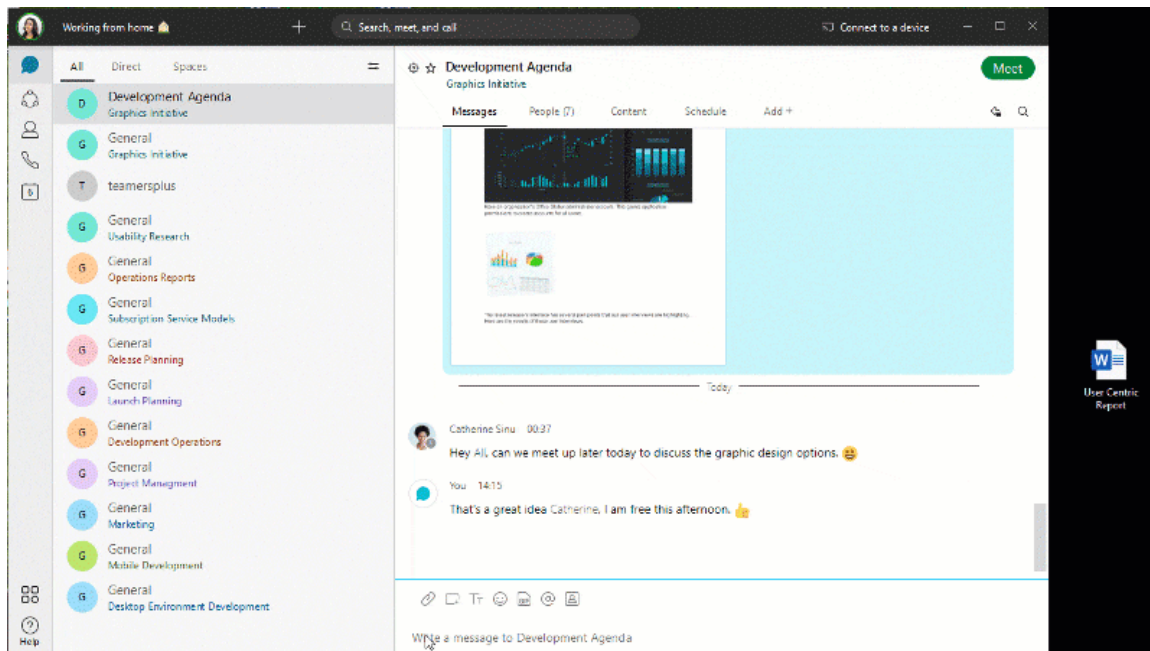 Working from home
Search, meet, and call
Connect to a device
All
Direct
Spaces
D
Development Agenda
Graphics Initiative
G
General
Graphics Initiative
T
teamersplus
G
General
Usability Research
G
General
Operations Reports
G
General
Subscription Service Models
G
General
Release Planning
G
General
Launch Planning
G
General
Development Operations
G
General
Project Managment
G
General
Marketing
G
General
Mobile Development
G
General
Desktop Environment Development
Help
Development Agenda
Graphics Initiative
Meet
Messages
People (7)
Content
Schedule
Add +
Today
Catherine Sinu 00:37
Hey All, can we meet up later today to discuss the graphic design options.
You 14:15
That's a great idea Catherine. I am free this afternoon.
GIF
Write a message to Development Agenda
W
User Centric
Report